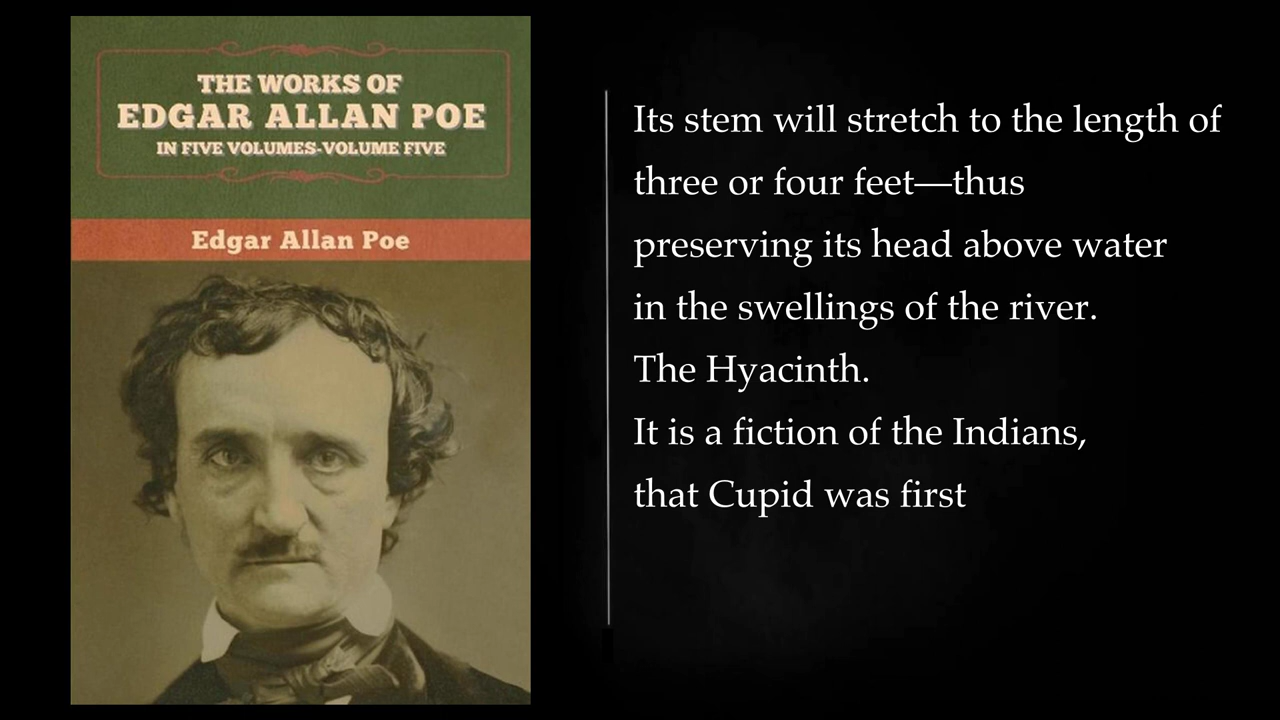 THE WORKS OF
EDGAR ALLAN POE
IN FIVE VOLUMES-VOLUME FIVE
Edgar Allan Poe
Its stem will stretch to the length of
three or four feet—thus
preserving its head above water
in the swellings of the river.
The Hyacinth.
It is a fiction of the Indians,
that Cupid was first